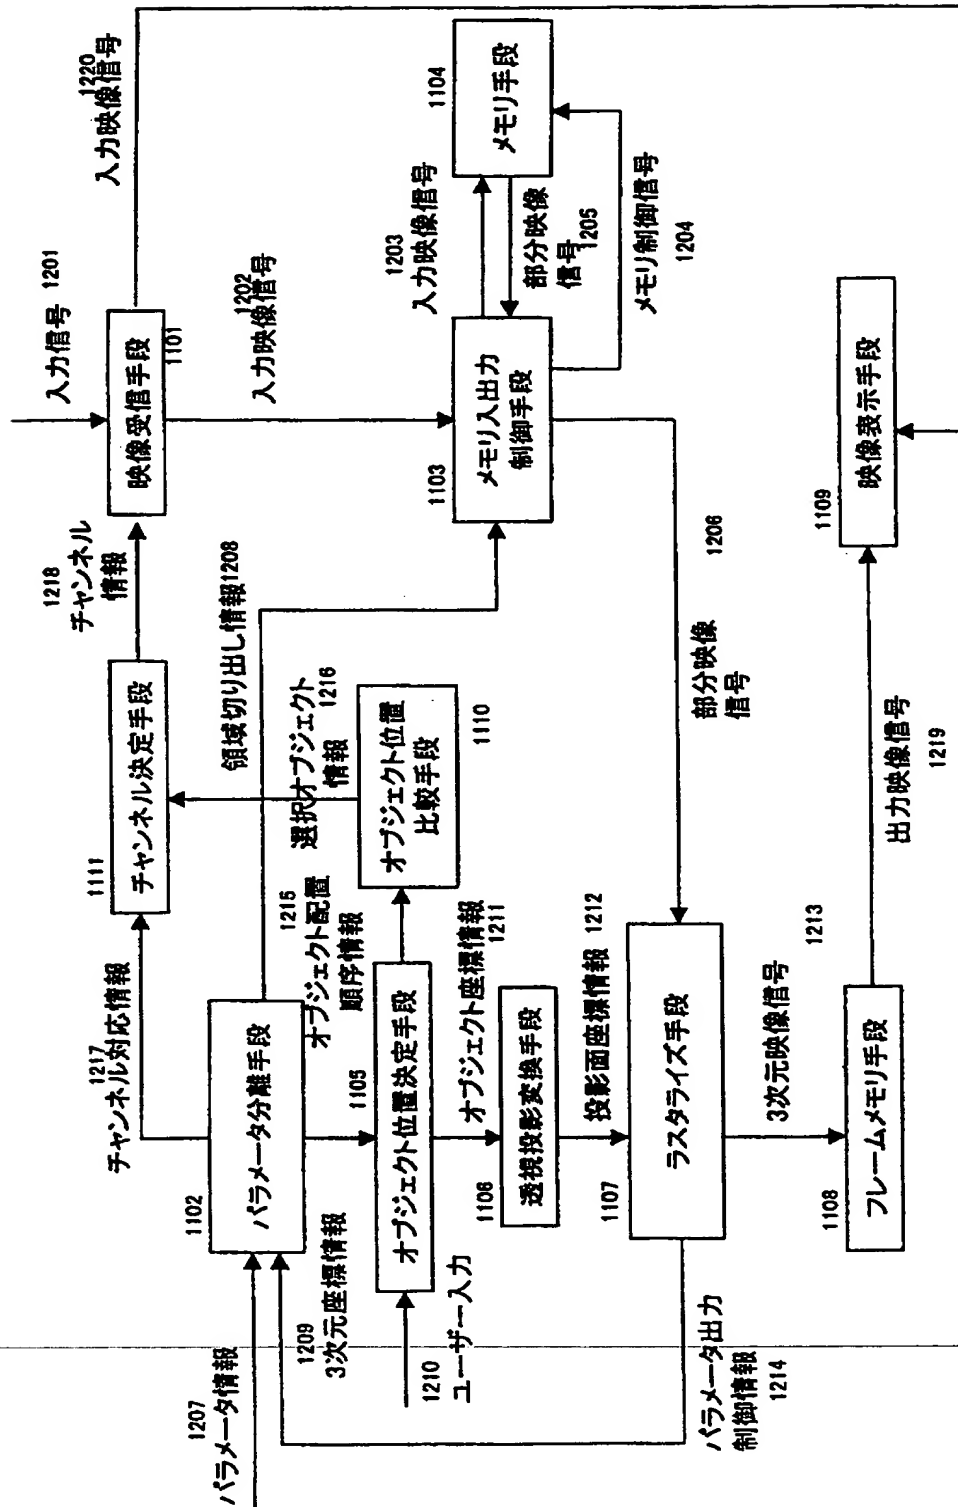 入力信号 1201
1220
入力映像信号
映像受信手段
1101
1202
入力映像信号
1104
メモリ手段
1203
入力映像信号
部分映像
信号
1205
メモリ制御信号
1204
1103
メモリ入出力
制御手段
1218
チャンネル
情報
1111
チャンネル決定手段
領域切り出し情報1208
選択オブジェクト
情報
1216
オブジェクト位置
比較手段
1110
1217
チャンネル対応情報
1102
パラメータ分離手段
1215
オブジェクト配置
順序情報
1105
オブジェクト位置決定手段
オブジェクト座標情報
1211
1106
透視投影変換手段
投影面座標情報
1212
1107
ラスタライズ手段
部分映像
信号
1206
3次元映像信号
1213
1108
フレームメモリ手段
出力映像信号
1219
1109
映像表示手段
1207
パラメータ情報
1209
3次元座標情報
1210
ユーザー入力
パラメータ出力
制御情報
1214